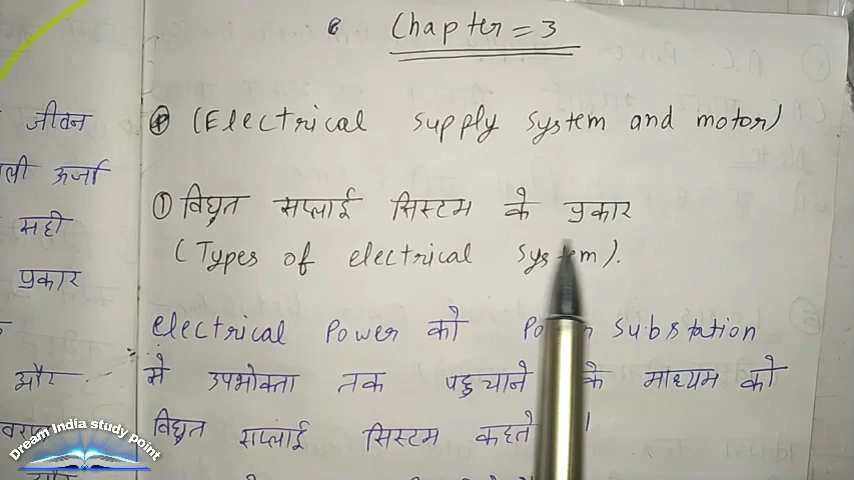 Chapter = 3
(Electrical supply system and motor)
① विघुत सप्लाई सिस्टम के प्रकार
(Types of electrical system).
electrical Power को Power Substation
से उपभोक्ता तक पहुचाने के माध्यम को
विघुत सप्लाई सिस्टम कहते
जीवन
ऊर्जा
सही
प्रकार
और
और
Dream India study point